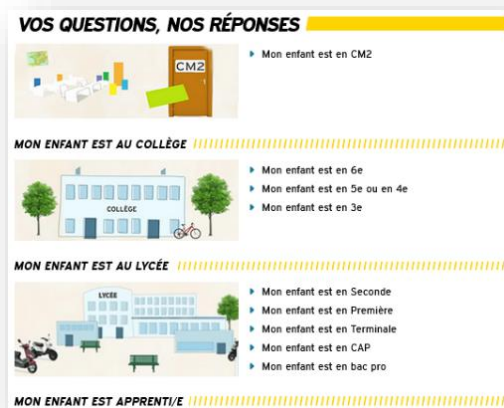 VOS QUESTIONS, NOS RÉPONSES
CM2
Mon enfant est en CM2
MON ENFANT EST AU COLLÈGE
COLLÈGE
Mon enfant est en 6e
Mon enfant est en 5e ou en 4e
Mon enfant est en 3e
MON ENFANT EST AU LYCÉE
LYCÉE
Mon enfant est en Seconde
Mon enfant est en Première
Mon enfant est en Terminale
Mon enfant est en CAP
Mon enfant est en bac pro
MON ENFANT EST APPRENTI/E